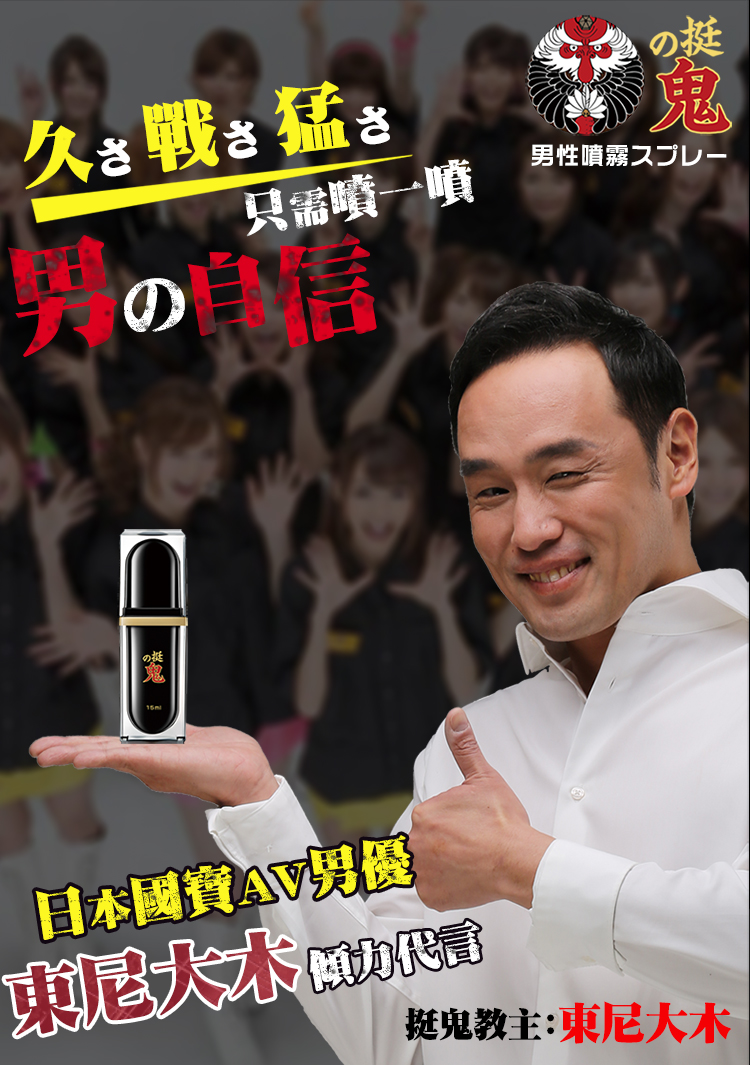 挺の鬼
男性噴霧スプレー
久さ戰さ猛さ
只需噴一噴
男の自信
挺の鬼
15ml
日本國寶AV男優
東尼大木傾力代言
挺鬼教主:東尼大木